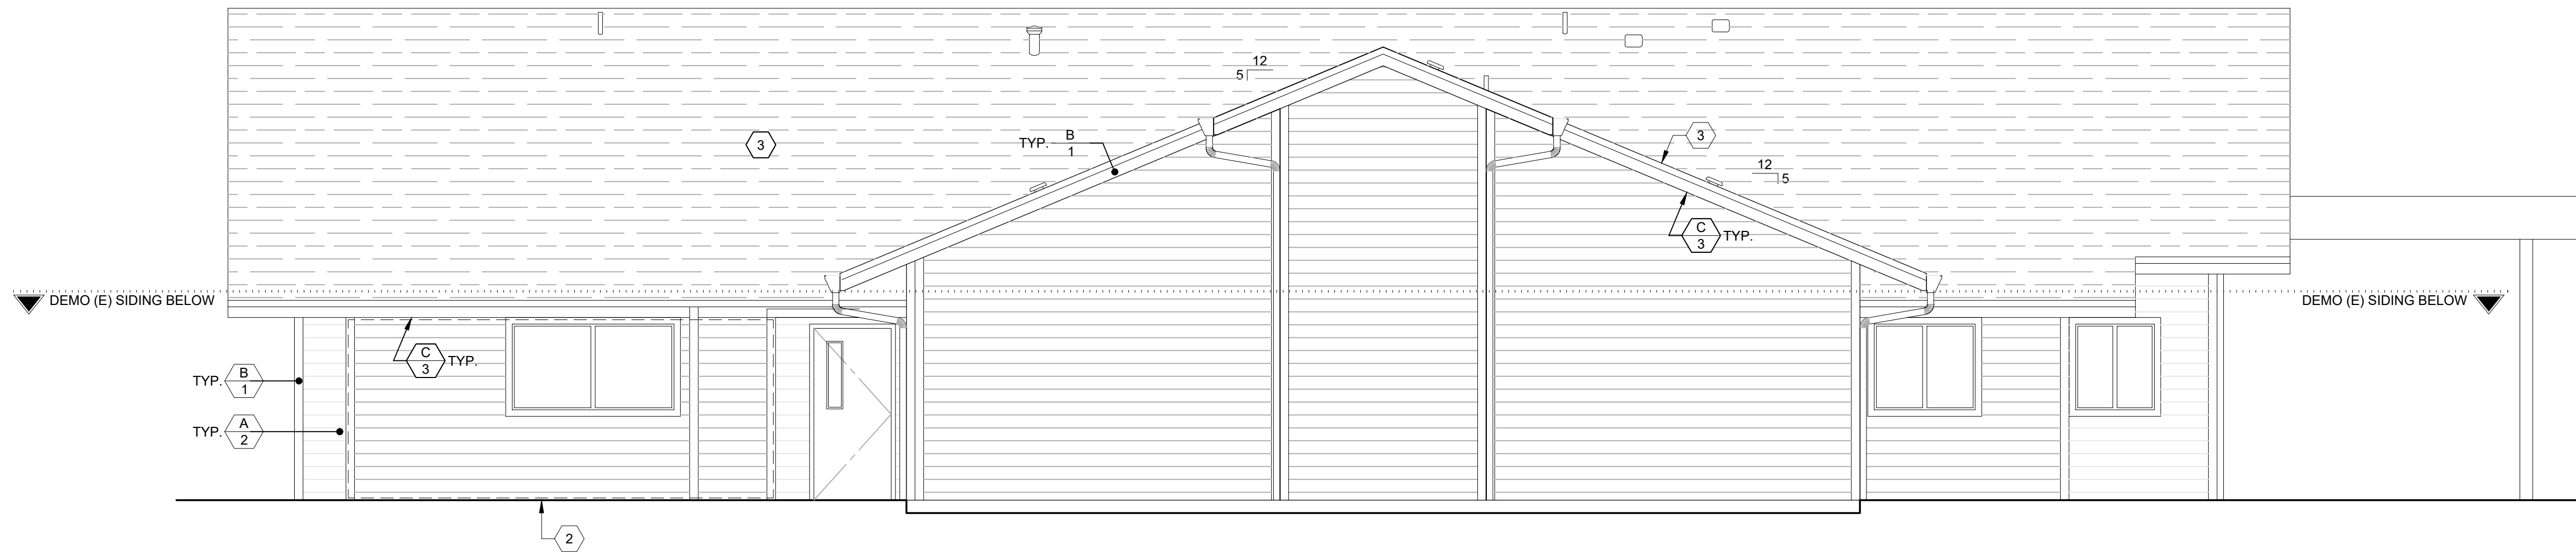 12
5
3
TYP.
B
1
3
12
5
C
3
TYP.
DEMO (E) SIDING BELOW
DEMO (E) SIDING BELOW
C
3
TYP.
TYP.
B
1
TYP.
A
2
2